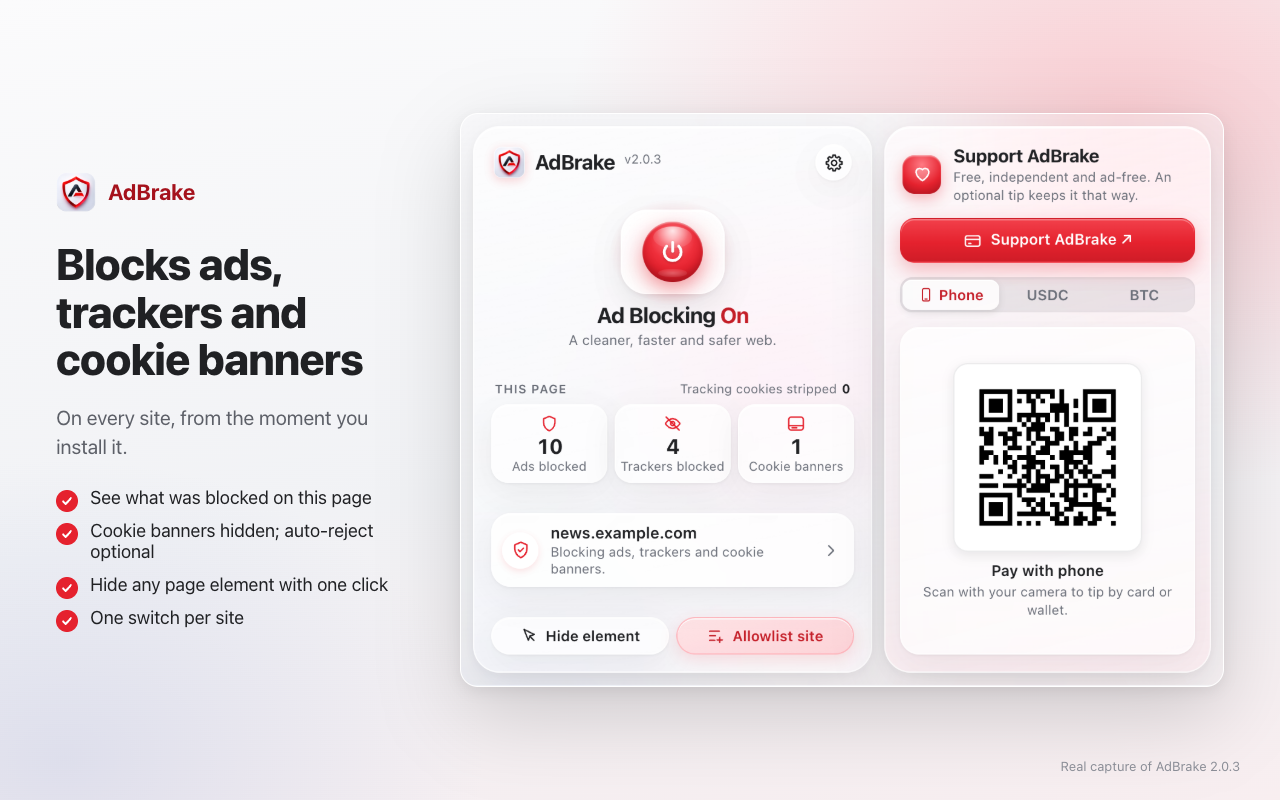 AdBrake
Blocks ads,
trackers and
cookie banners
On every site, from the moment you
install it.
See what was blocked on this page
Cookie banners hidden; auto-reject
optional
Hide any page element with one click
One switch per site
AdBrake v2.0.3
Ad Blocking On
A cleaner, faster and safer web.
THIS PAGE
Tracking cookies stripped 0
10
Ads blocked
4
Trackers blocked
1
Cookie banners
news.example.com
Blocking ads, trackers and cookie
banners.
Hide element
Allowlist site
Support AdBrake
Free, independent and ad-free. An
optional tip keeps it that way.
Support AdBrake
Phone
USDC
BTC
Pay with phone
Scan with your camera to tip by card or
wallet.
Real capture of AdBrake 2.0.3